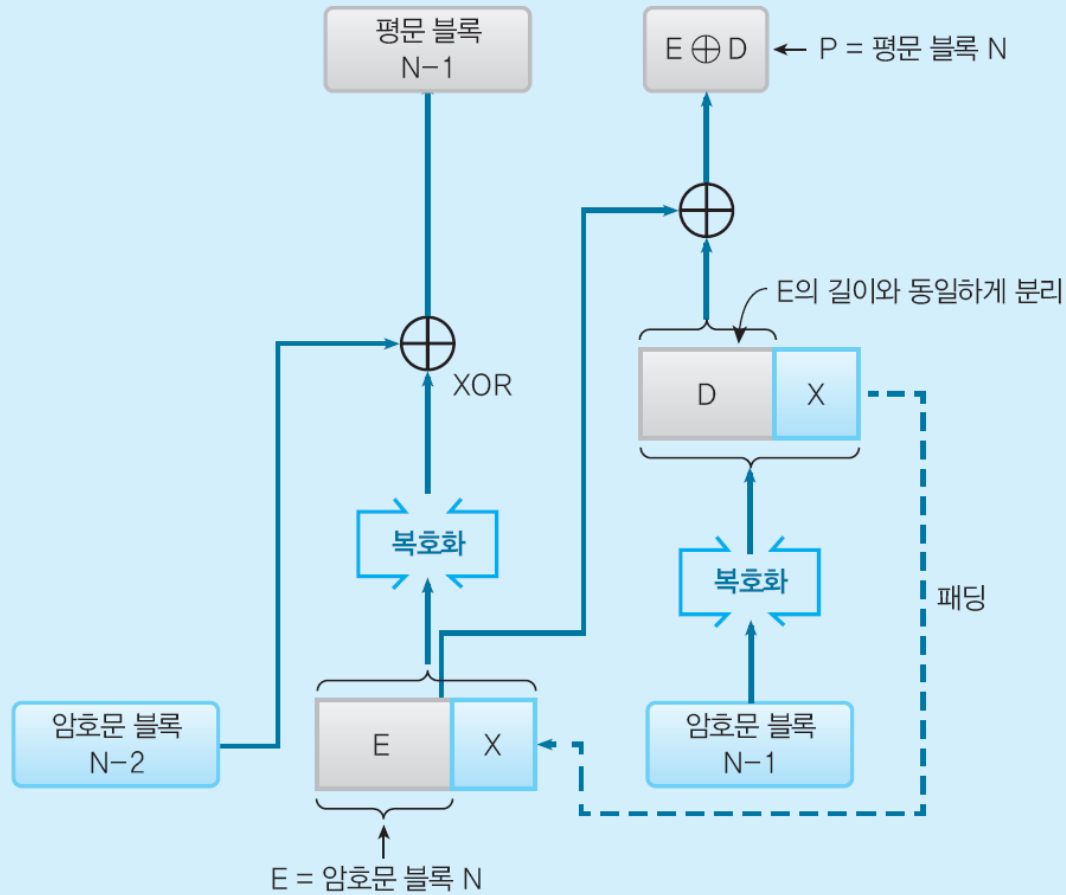 평문 블록
N-1
E ⊕ D
P = 평문 블록 N
E의 길이와 동일하게 분리
XOR
D
X
복호화
복호화
패딩
암호문 블록
N-2
E
X
암호문 블록
N-1
E = 암호문 블록 N